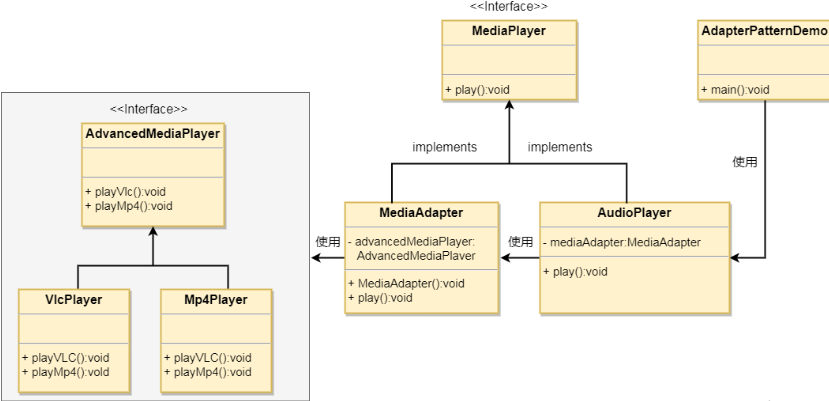 <<Interface>>
MediaPlayer
+ play():void
AdapterPatternDemo
+ main():void
<<Interface>>
AdvancedMediaPlayer
+ playVlc():void
+ playMp4():void
implements
implements
使用
MediaAdapter
- advancedMediaPlayer:
AdvancedMediaPlaver
+ MediaAdapter():void
+ play():void
AudioPlayer
- mediaAdapter:MediaAdapter
+ play():void
使用
使用
VlcPlayer
+ playVLC():void
+ playMp4():vold
Mp4Player
+ playVLC():void
+ playMp4():void